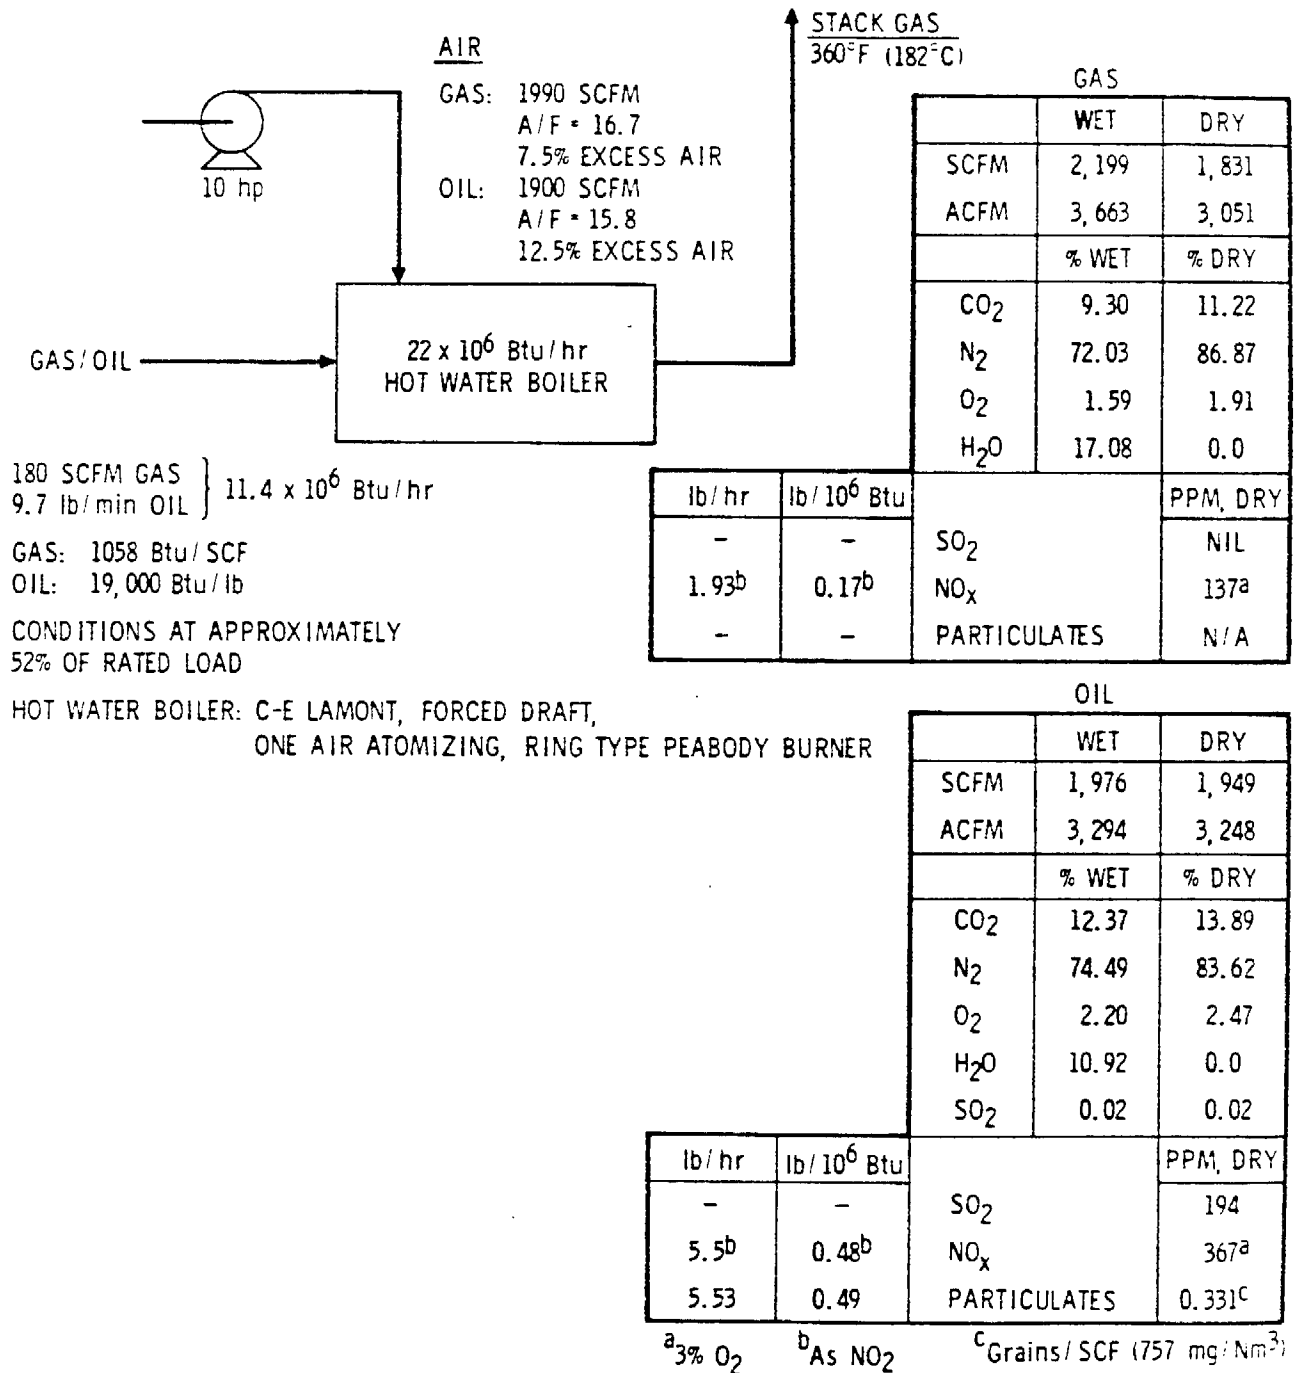 STACK GAS
360°F (182°C)
AIR
GAS: 1990 SCFM
A/F = 16.7
7.5% EXCESS AIR
OIL: 1900 SCFM
A/F = 15.8
12.5% EXCESS AIR
10 hp
GAS/OIL
22 x 10⁶ Btu/hr
HOT WATER BOILER
180 SCFM GAS
9.7 lb/min OIL
11.4 x 10⁶ Btu/hr
GAS: 1058 Btu/SCF
OIL: 19,000 Btu/lb
CONDITIONS AT APPROXIMATELY
52% OF RATED LOAD
HOT WATER BOILER: C-E LAMONT, FORCED DRAFT,
ONE AIR ATOMIZING, RING TYPE PEABODY BURNER
GAS
WET DRY
SCFM 2,199 1,831
ACFM 3,663 3,051
% WET % DRY
CO₂ 9.30 11.22
N₂ 72.03 86.87
O₂ 1.59 1.91
H₂O 17.08 0.0
lb/hr lb/10⁶ Btu PPM, DRY
– – SO₂ NIL
1.93ᵇ 0.17ᵇ NOₓ 137ᵃ
– – PARTICULATES N/A
OIL
WET DRY
SCFM 1,976 1,949
ACFM 3,294 3,248
% WET % DRY
CO₂ 12.37 13.89
N₂ 74.49 83.62
O₂ 2.20 2.47
H₂O 10.92 0.0
SO₂ 0.02 0.02
lb/hr lb/10⁶ Btu PPM, DRY
– – SO₂ 194
5.5ᵇ 0.48ᵇ NOₓ 367ᵃ
5.53 0.49 PARTICULATES 0.331ᶜ
ᵃ3% O₂ ᵇAs NO₂ ᶜGrains/SCF (757 mg/Nm³)